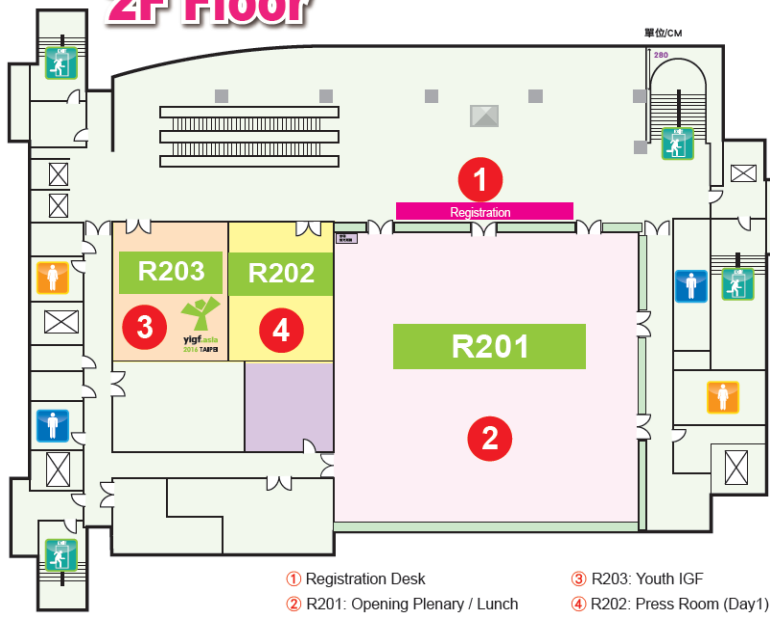 2F Floor
單位/CM
280
1
Registration
R203
R202
3
yigf.asia
2016 TAIPEI
4
R201
2
① Registration Desk
② R201: Opening Plenary / Lunch
③ R203: Youth IGF
④ R202: Press Room (Day1)